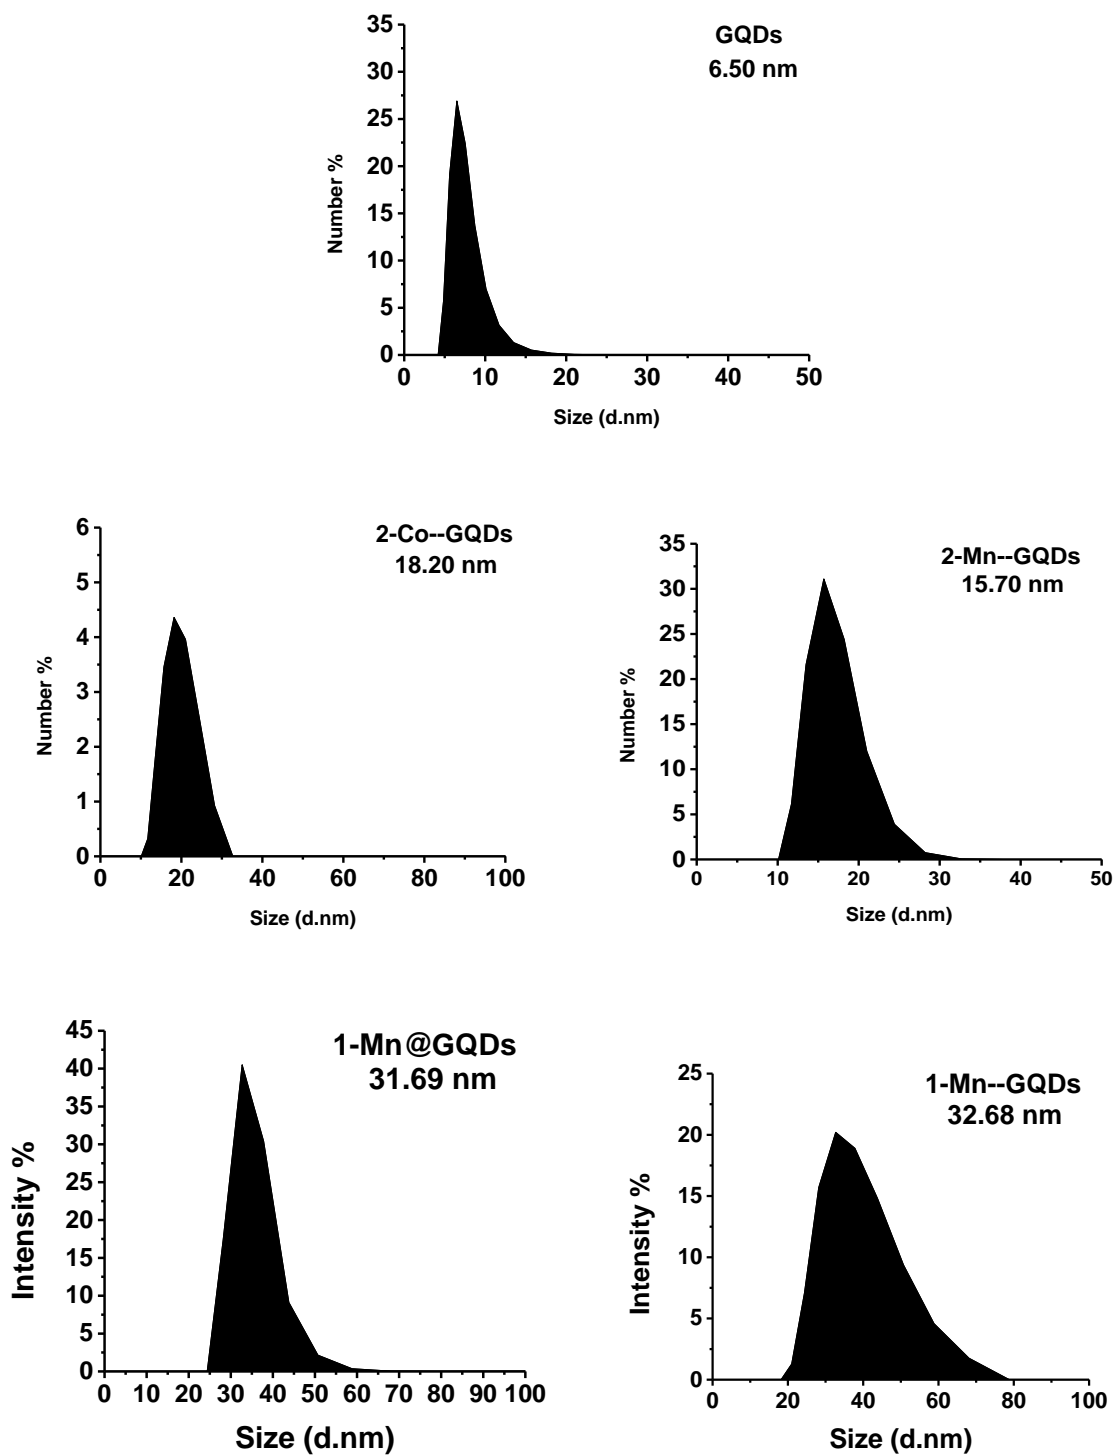 GQDs
6.50 nm
Number %
35
30
25
20
15
10
5
0
0 10 20 30 40 50
Size (d.nm)
2-Co--GQDs
18.20 nm
Number %
6
5
4
3
2
1
0
0 20 40 60 80 100
Size (d.nm)
2-Mn--GQDs
15.70 nm
Number %
35
30
25
20
15
10
5
0
0 10 20 30 40 50
Size (d.nm)
1-Mn@GQDs
31.69 nm
Intensity %
45
40
35
30
25
20
15
10
5
0
0 10 20 30 40 50 60 70 80 90 100
Size (d.nm)
1-Mn--GQDs
32.68 nm
Intensity %
25
20
15
10
5
0
0 20 40 60 80 100
Size (d.nm)